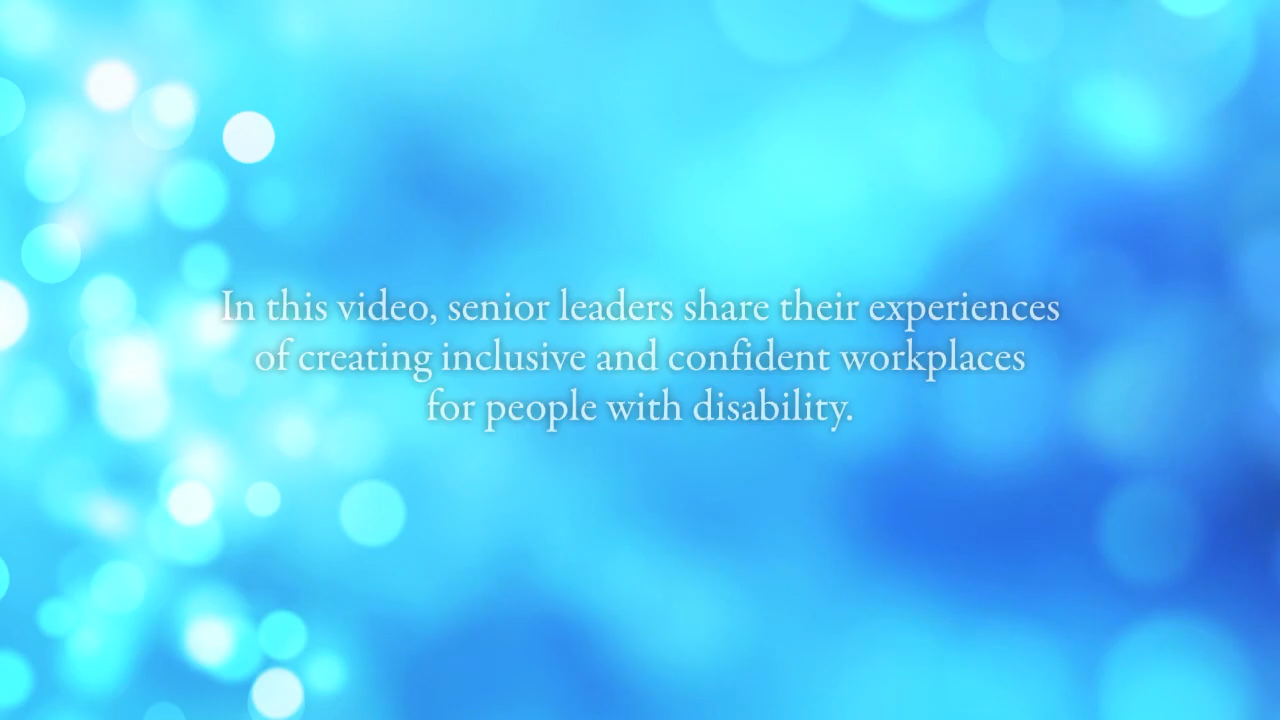 In this video, senior leaders share their experiences
of creating inclusive and confident workplaces
for people with disability.